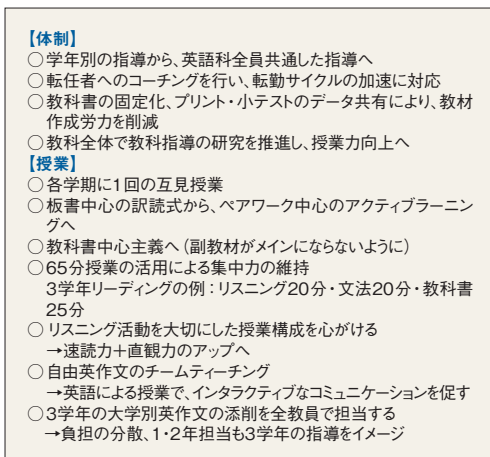 【体制】
○学年別の指導から、英語科全員共通した指導へ
○転任者へのコーチングを行い、転勤サイクルの加速に対応
○教科書の固定化、プリント・小テストのデータ共有により、教材
作成労力を削減
○教科全体で教科指導の研究を推進し、授業力向上へ
【授業】
○各学期に1回の互見授業
○板書中心の訳読式から、ペアワーク中心のアクティブラーニン
グへ
○教科書中心主義へ（副教材がメインにならないように）
○65分授業の活用による集中力の維持
3学年リーディングの例：リスニング20分・文法20分・教科書
25分
○リスニング活動を大切にした授業構成を心がける
→速読力＋直観力のアップへ
○自由英作文のチームティーチング
→英語による授業で、インタラクティブなコミュニケーションを促す
○3学年の大学別英作文の添削を全教員で担当する
→負担の分散、1・2年担当も3学年の指導をイメージ